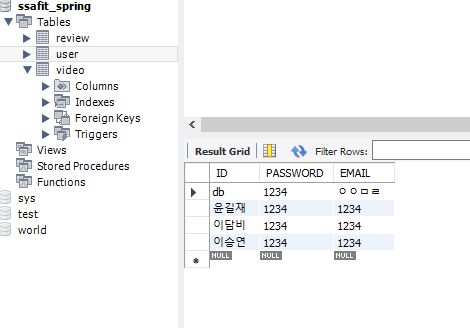 ssafit_spring
Tables
review
user
video
Columns
Indexes
Foreign Keys
Triggers
Views
Stored Procedures
Functions
sys
test
world
Result Grid Filter Rows:
ID PASSWORD EMAIL
db 1234 ㅇㅇㅁㄹ
윤길재 1234 1234
이담비 1234 1234
이승연 1234 1234
NULL NULL NULL